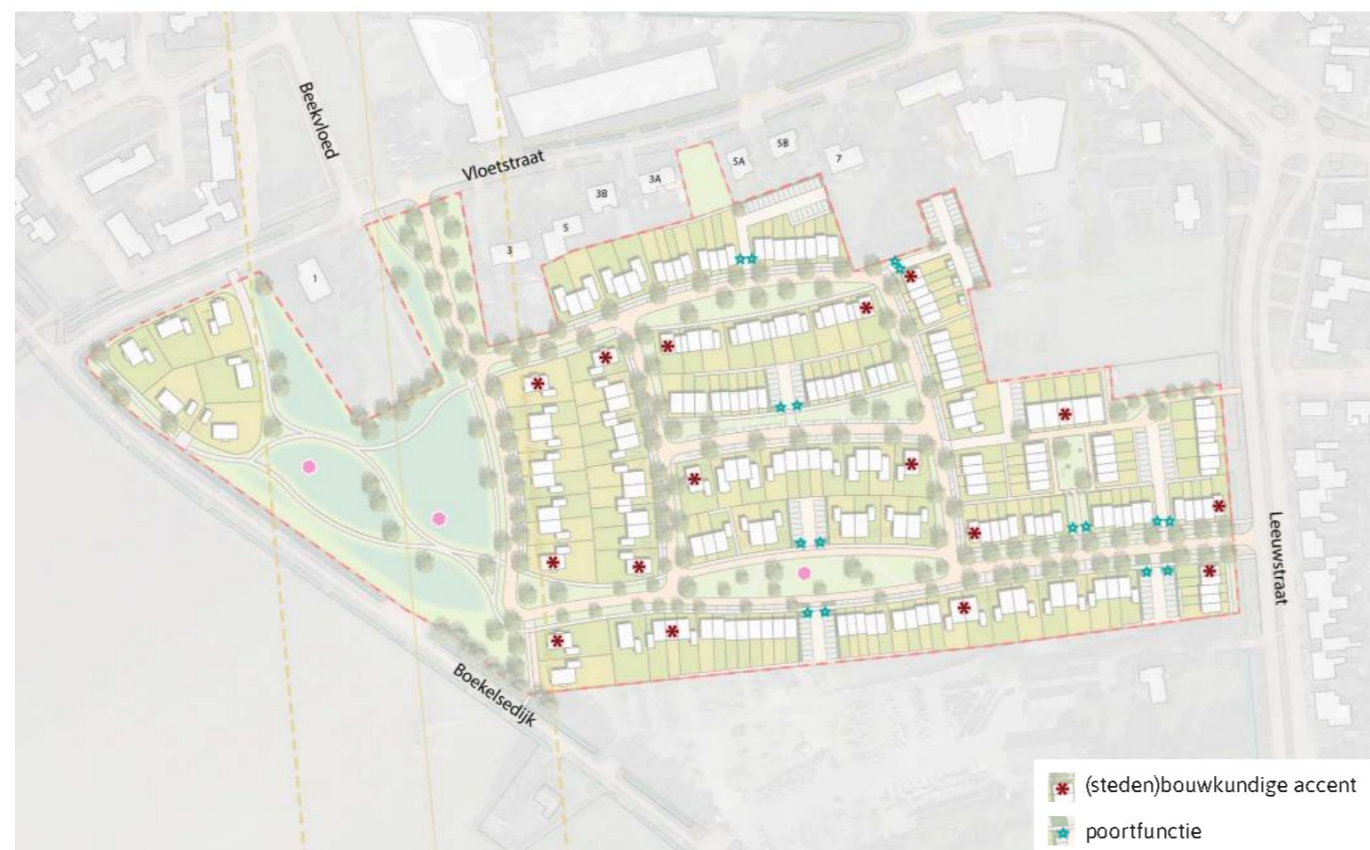 Beekvloed
Vloetstraat
5B
5A
7
3A
3B
5
3
1
Leeuwstraat
Boekelsedijk
(steden)bouwkundige accent
poortfunctie